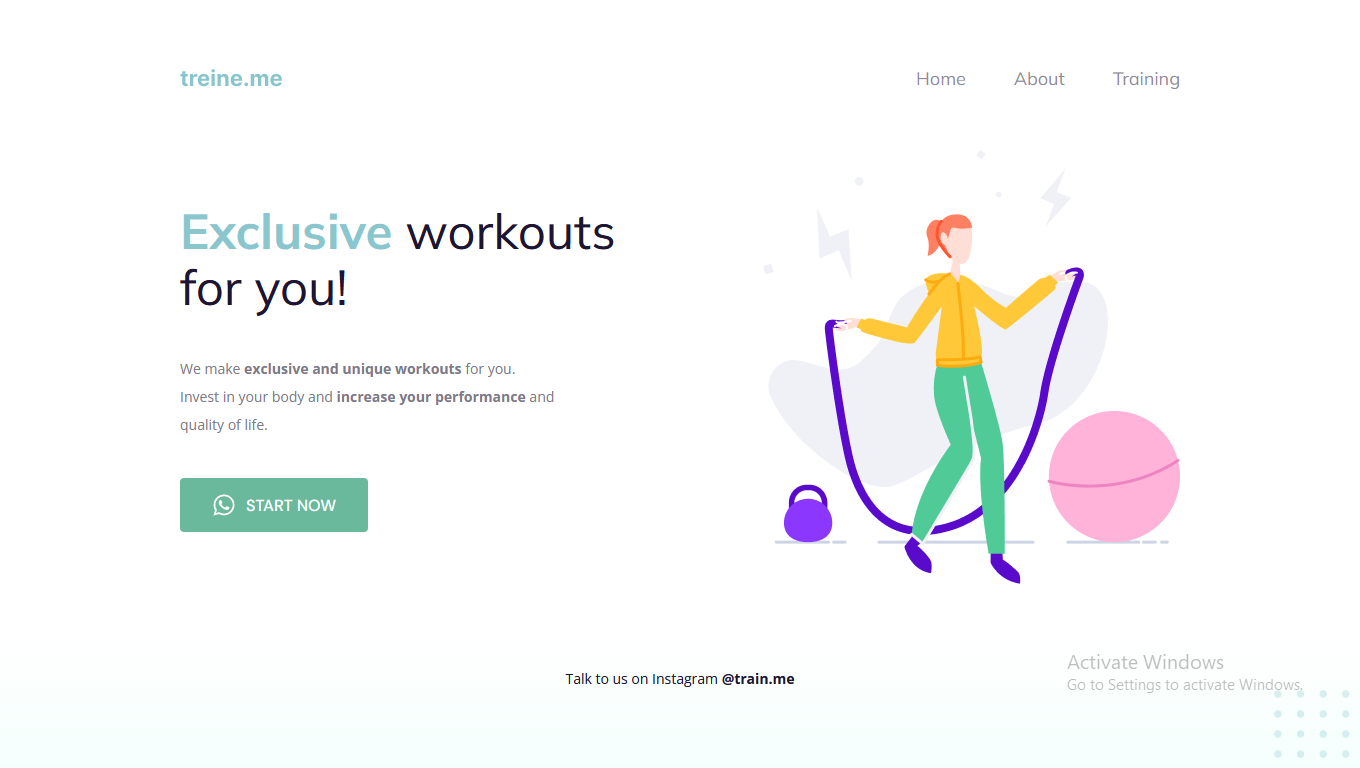 treine.me
Home About Training
Exclusive workouts
for you!
We make exclusive and unique workouts for you.
Invest in your body and increase your performance and
quality of life.
START NOW
Talk to us on Instagram @train.me
Activate Windows
Go to Settings to activate Windows.